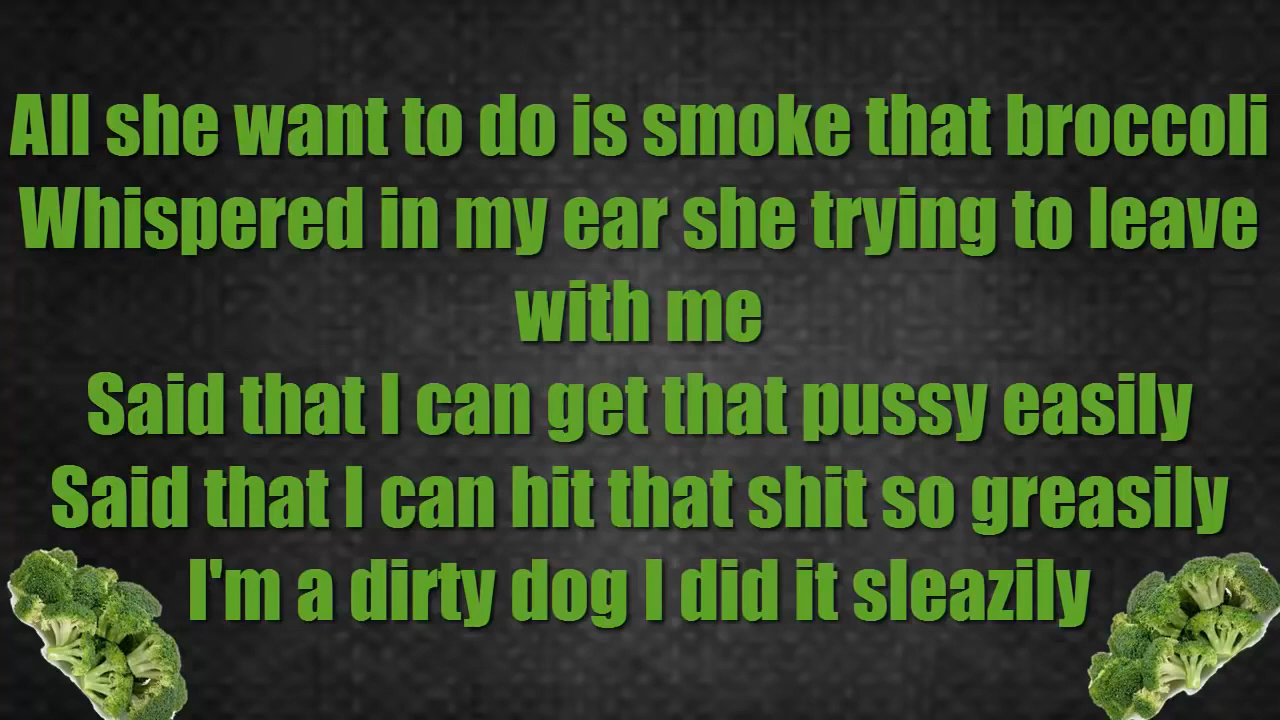 All she want to do is smoke that broccoli
Whispered in my ear she trying to leave
with me
Said that I can get that pussy easily
Said that I can hit that shit so greasily
I'm a dirty dog I did it sleazily